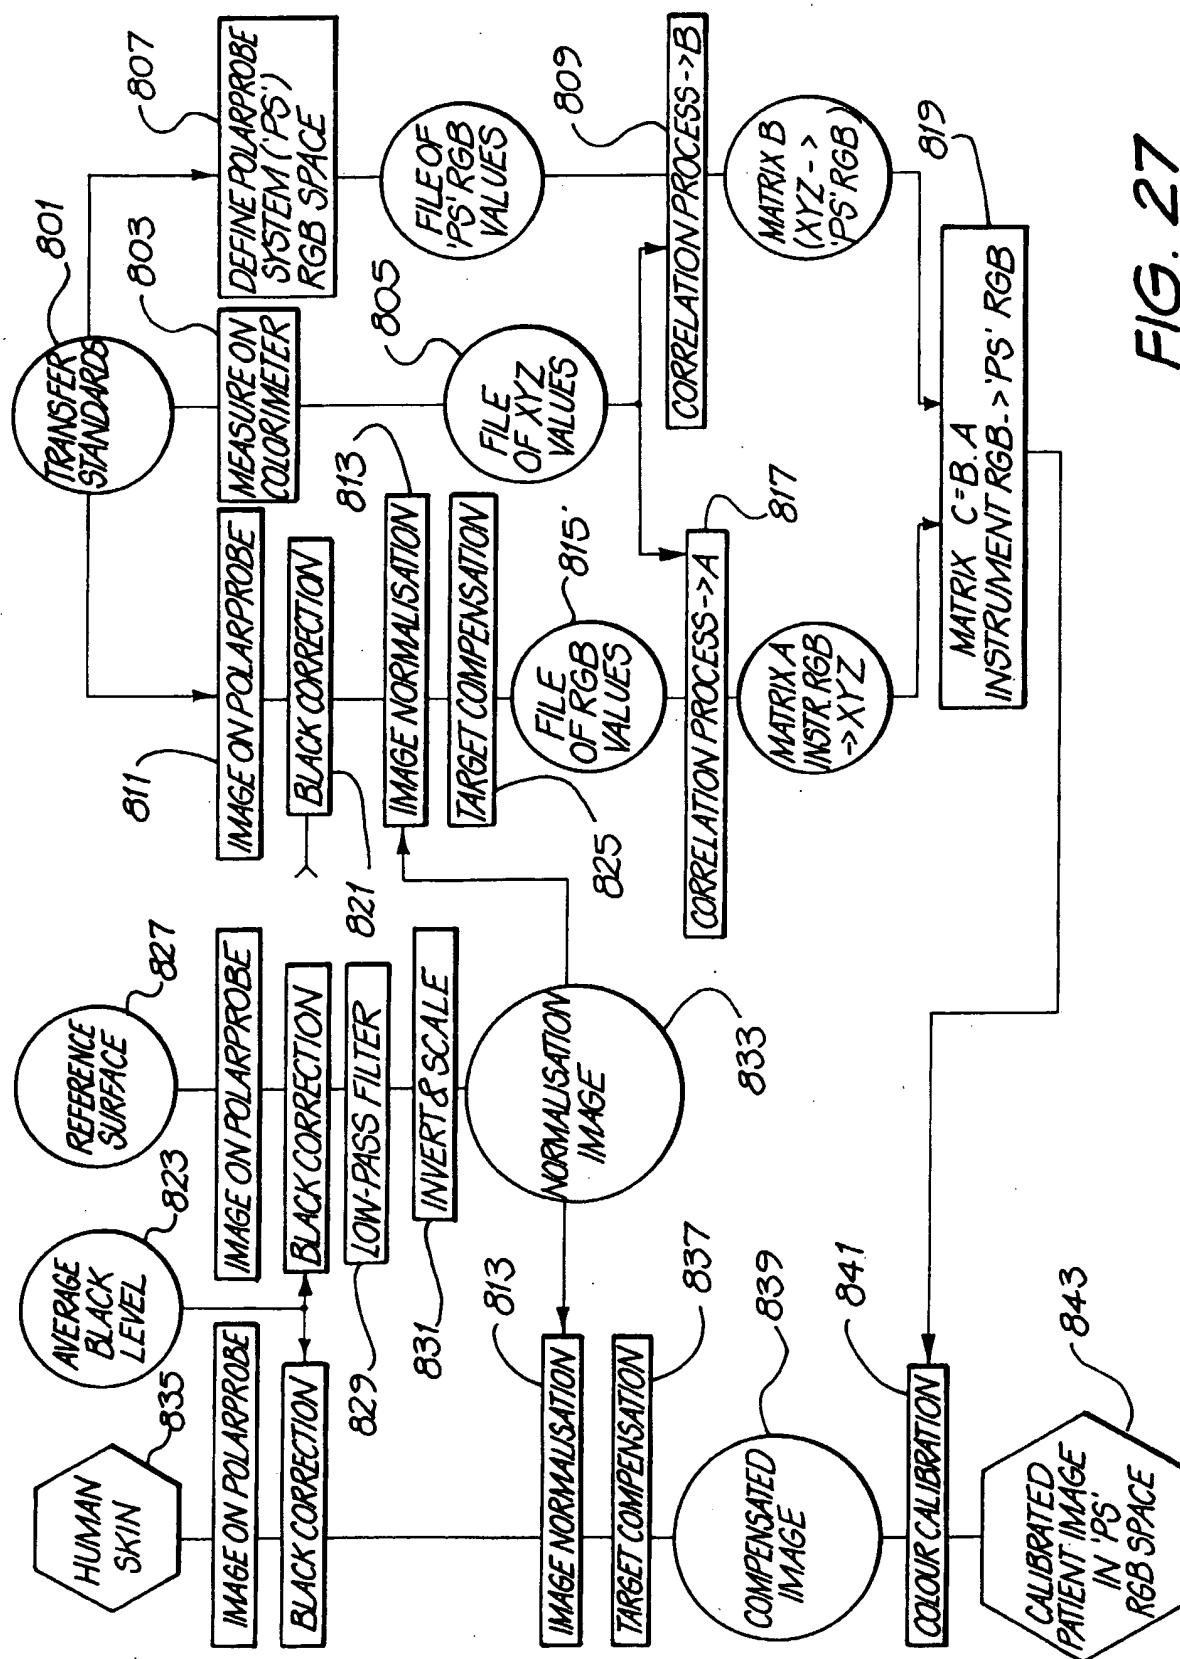 HUMAN
SKIN
835
IMAGE ON POLARPROBE
BLACK CORRECTION
IMAGE NORMALISATION
813
TARGET COMPENSATION
837
COMPENSATED
IMAGE
839
COLOUR CALIBRATION
841
CALIBRATED
PATIENT IMAGE
IN 'PS'
RGB SPACE
843
AVERAGE
BLACK
LEVEL
823
REFERENCE
SURFACE
827
IMAGE ON POLARPROBE
BLACK CORRECTION
LOW-PASS FILTER
829
INVERT & SCALE
831
NORMALISATION
IMAGE
833
TRANSFER
STANDARDS
801
IMAGE ON POLARPROBE
811
BLACK CORRECTION
821
IMAGE NORMALISATION
813
TARGET COMPENSATION
825
FILE
OF RGB
VALUES
815'
CORRELATION PROCESS->A
817
MATRIX A
INSTR. RGB
->XYZ
MEASURE ON
COLORIMETER
803
FILE
OF XYZ
VALUES
805
DEFINE POLARPROBE
SYSTEM ('PS')
RGB SPACE
807
FILE OF
'PS' RGB
VALUES
CORRELATION PROCESS->B
809
MATRIX B
(XYZ->
'PS' RGB)
MATRIX C=B.A
INSTRUMENT RGB->'PS' RGB
819
FIG. 27